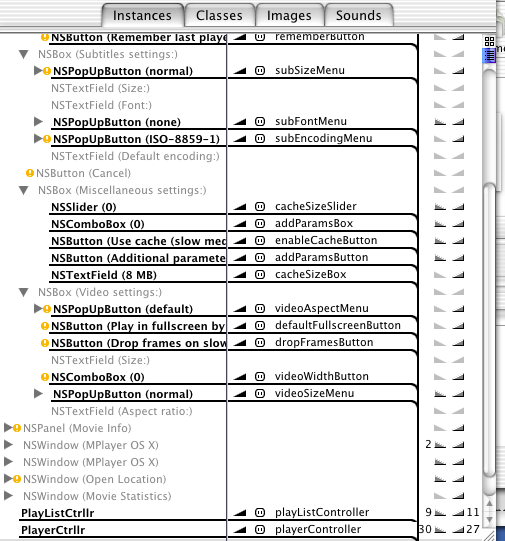 Instances Classes Images Sounds
NSButton (Remember last playe rememberButton
NSBox (Subtitles settings:)
NSPopUpButton (normal) subSizeMenu
NSTextField (Size:)
NSTextField (Font:)
NSPopUpButton (none) subFontMenu
NSPopUpButton (ISO-8859-1) subEncodingMenu
NSTextField (Default encoding:)
NSButton (Cancel)
NSBox (Miscellaneous settings:)
NSSlider (0) cacheSizeSlider
NSComboBox (0) addParamsBox
NSButton (Use cache (slow med enableCacheButton
NSButton (Additional paramete addParamsButton
NSTextField (8 MB) cacheSizeBox
NSBox (Video settings:)
NSPopUpButton (default) videoAspectMenu
NSButton (Play in fullscreen by defaultFullscreenButton
NSButton (Drop frames on slow dropFramesButton
NSTextField (Size:)
NSComboBox (0) videoWidthButton
NSPopUpButton (normal) videoSizeMenu
NSTextField (Aspect ratio:)
NSPanel (Movie Info)
NSWindow (MPlayer OS X) 2
NSWindow (MPlayer OS X)
NSWindow (Open Location)
NSWindow (Movie Statistics)
PlayListCtrllr playListController 9 11
PlayerCtrllr playerController 30 27